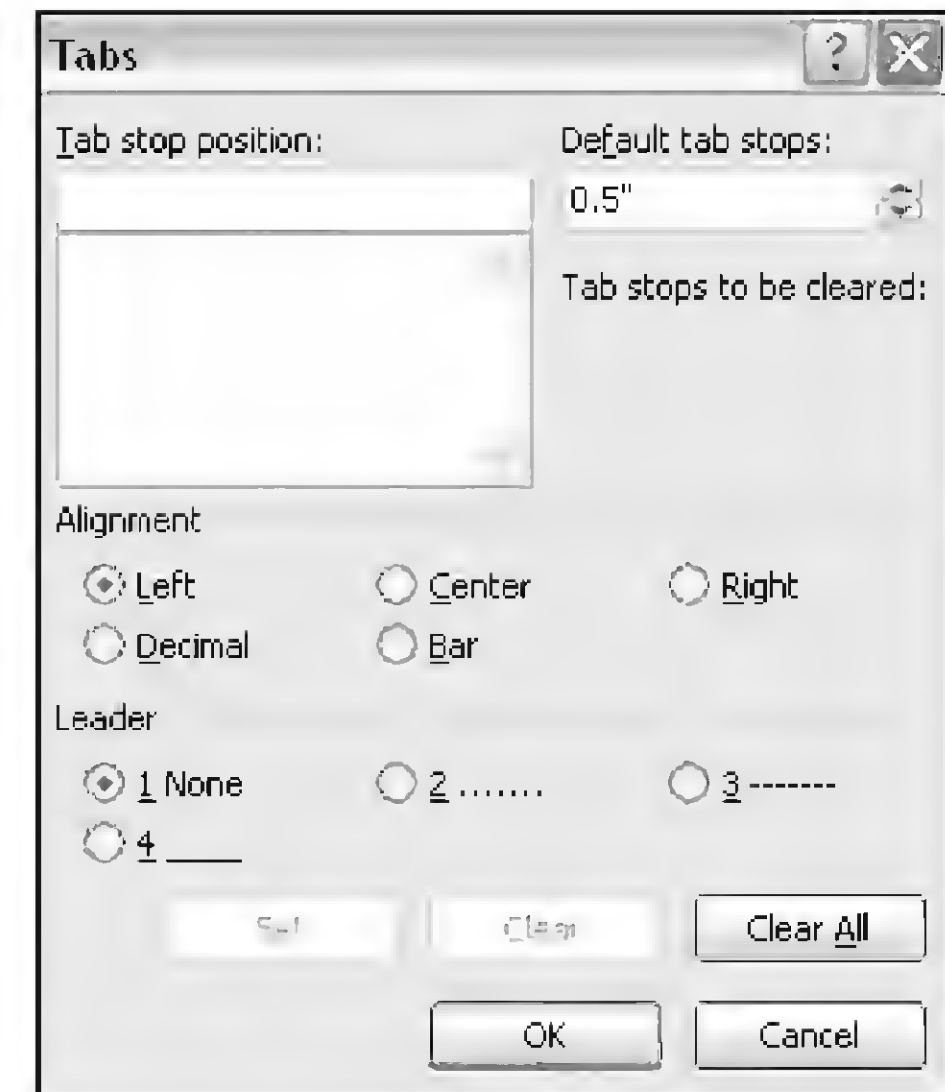 Tabs
Tab stop position: Default tab stops:
0.5"
Tab stops to be cleared:
Alignment
Left Center Right
Decimal Bar
Leader
1 None 2 ....... 3 -------
4 _____
Clear All
OK Cancel